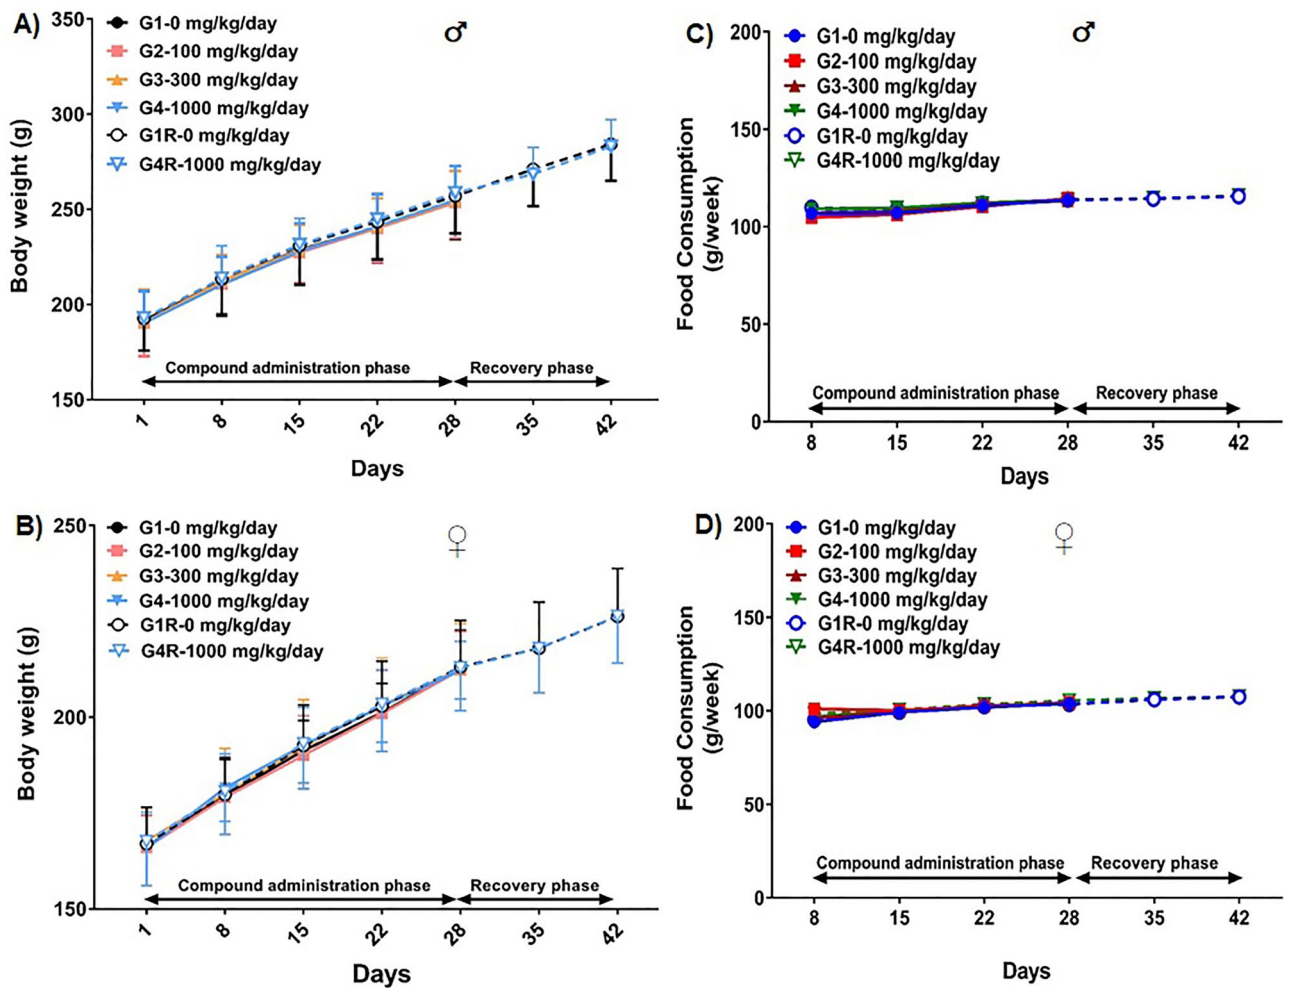 A)
350
300
250
200
150
Body weight (g)
G1-0 mg/kg/day
G2-100 mg/kg/day
G3-300 mg/kg/day
G4-1000 mg/kg/day
G1R-0 mg/kg/day
G4R-1000 mg/kg/day
♂
Compound administration phase
Recovery phase
1 8 15 22 28 35 42
Days
C)
200
150
100
50
0
Food Consumption
(g/week)
G1-0 mg/kg/day
G2-100 mg/kg/day
G3-300 mg/kg/day
G4-1000 mg/kg/day
G1R-0 mg/kg/day
G4R-1000 mg/kg/day
♂
Compound administration phase
Recovery phase
8 15 22 28 35 42
Days
B)
250
200
150
Body weight (g)
G1-0 mg/kg/day
G2-100 mg/kg/day
G3-300 mg/kg/day
G4-1000 mg/kg/day
G1R-0 mg/kg/day
G4R-1000 mg/kg/day
♀
Compound administration phase
Recovery phase
1 8 15 22 28 35 42
Days
D)
200
150
100
50
0
Food Consumption
(g/week)
G1-0 mg/kg/day
G2-100 mg/kg/day
G3-300 mg/kg/day
G4-1000 mg/kg/day
G1R-0 mg/kg/day
G4R-1000 mg/kg/day
♀
Compound administration phase
Recovery phase
8 15 22 28 35 42
Days